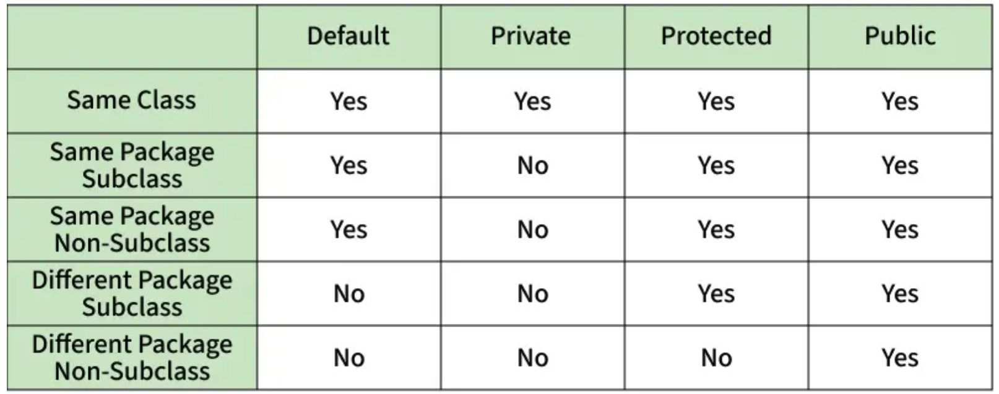 Default Private Protected Public
Same Class Yes Yes Yes Yes
Same Package
Subclass Yes No Yes Yes
Same Package
Non-Subclass Yes No Yes Yes
Different Package
Subclass No No Yes Yes
Different Package
Non-Subclass No No No Yes